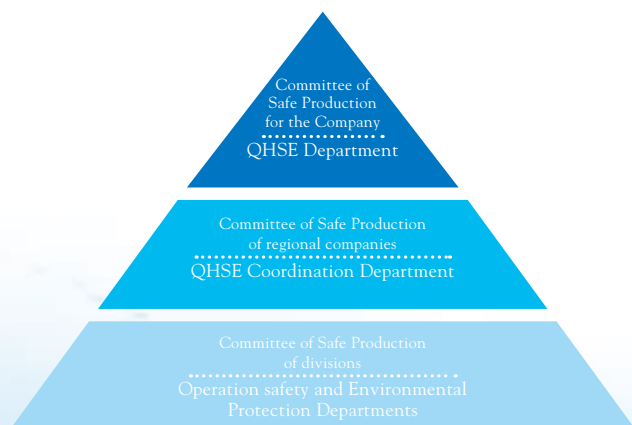 Committee of
Safe Production
for the Company
QHSE Department
Committee of Safe Production
of regional companies
QHSE Coordination Department
Committee of Safe Production
of divisions
Operation safety and Environmental
Protection Departments